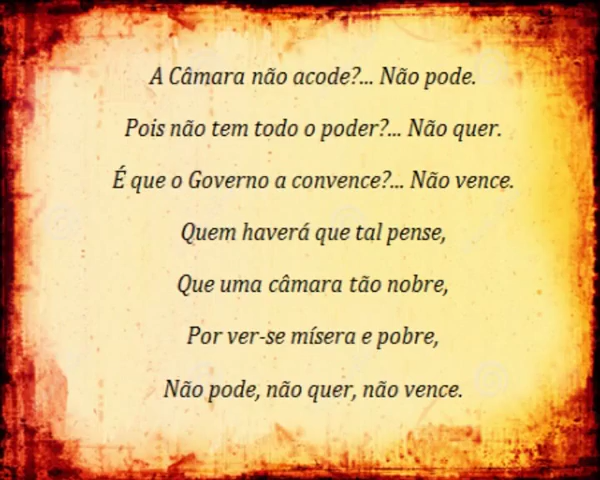 A Câmara não acode?... Não pode.
Pois não tem todo o poder?... Não quer.
É que o Governo a convence?... Não vence.
Quem haverá que tal pense,
Que uma câmara tão nobre,
Por ver-se mísera e pobre,
Não pode, não quer, não vence.